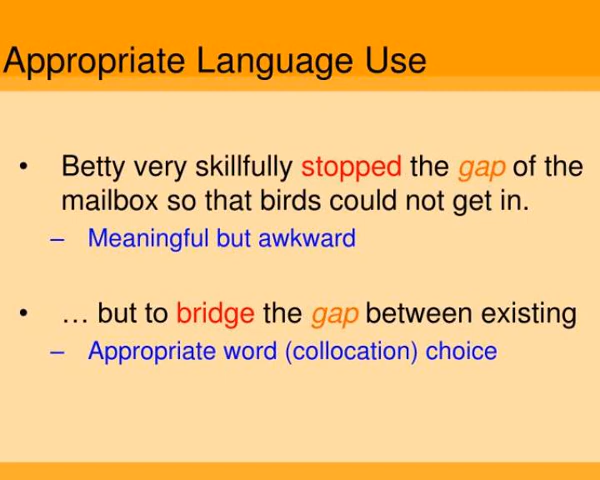 Appropriate Language Use
• Betty very skillfully stopped the gap of the
mailbox so that birds could not get in.
– Meaningful but awkward
• … but to bridge the gap between existing
– Appropriate word (collocation) choice